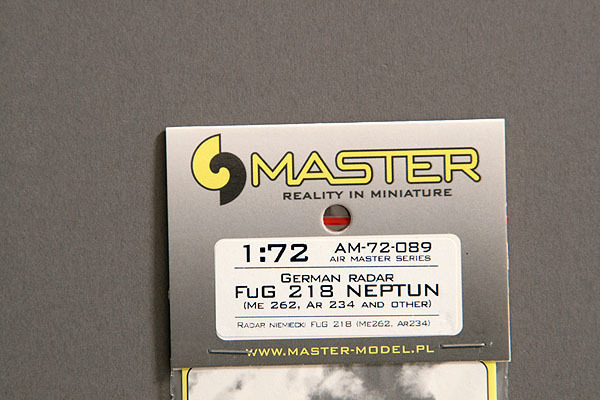 MASTER
REALITY IN MINIATURE
1:72 AM-72-089
AIR MASTER SERIES
GERMAN RADAR
FUG 218 NEPTUN
(ME 262, AR 234 AND OTHER)
RADAR NIEMIECKI FUG 218 (ME262, AR234)
WWW.MASTER-MODEL.PL